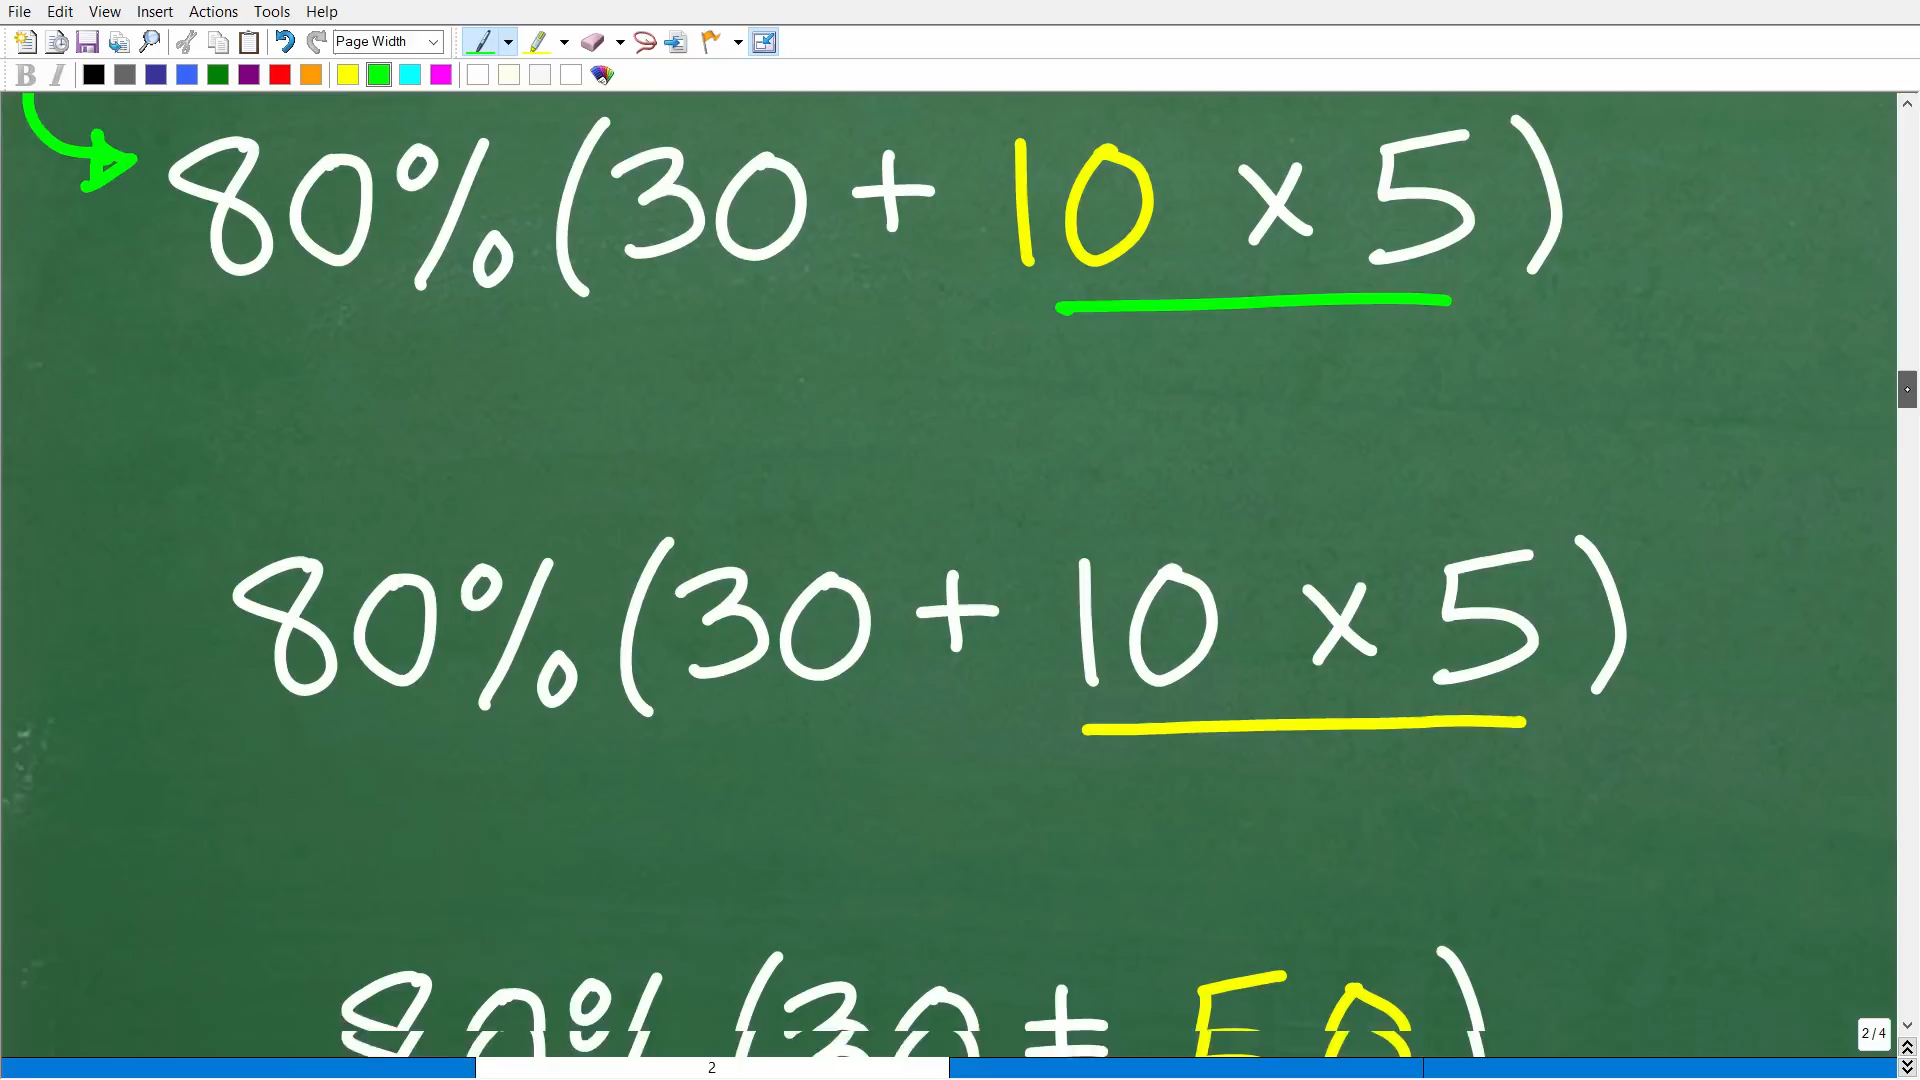 File Edit View Insert Actions Tools Help
Page Width
B I
80% (30 + 10 x 5)
80% (30 + 10 x 5)
80% (30 + 50)
2/4
2